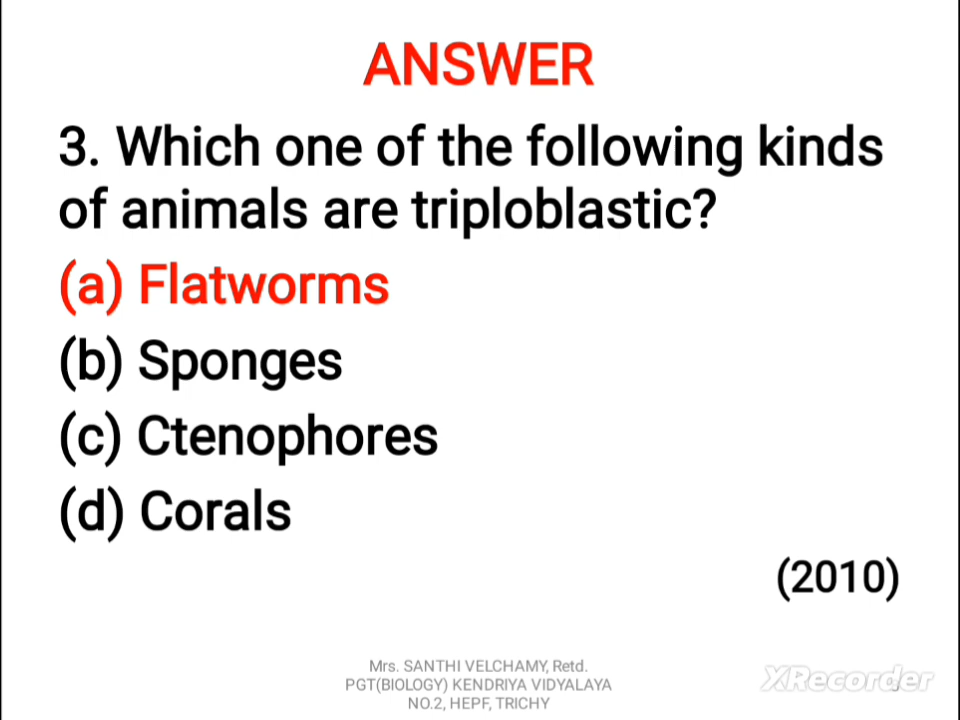 ANSWER
3. Which one of the following kinds
of animals are triploblastic?
(a) Flatworms
(b) Sponges
(c) Ctenophores
(d) Corals
(2010)
Mrs. SANTHI VELCHAMY, Retd.
PGT(BIOLOGY) KENDRIYA VIDYALAYA
NO.2, HEPF, TRICHY
XRecorder